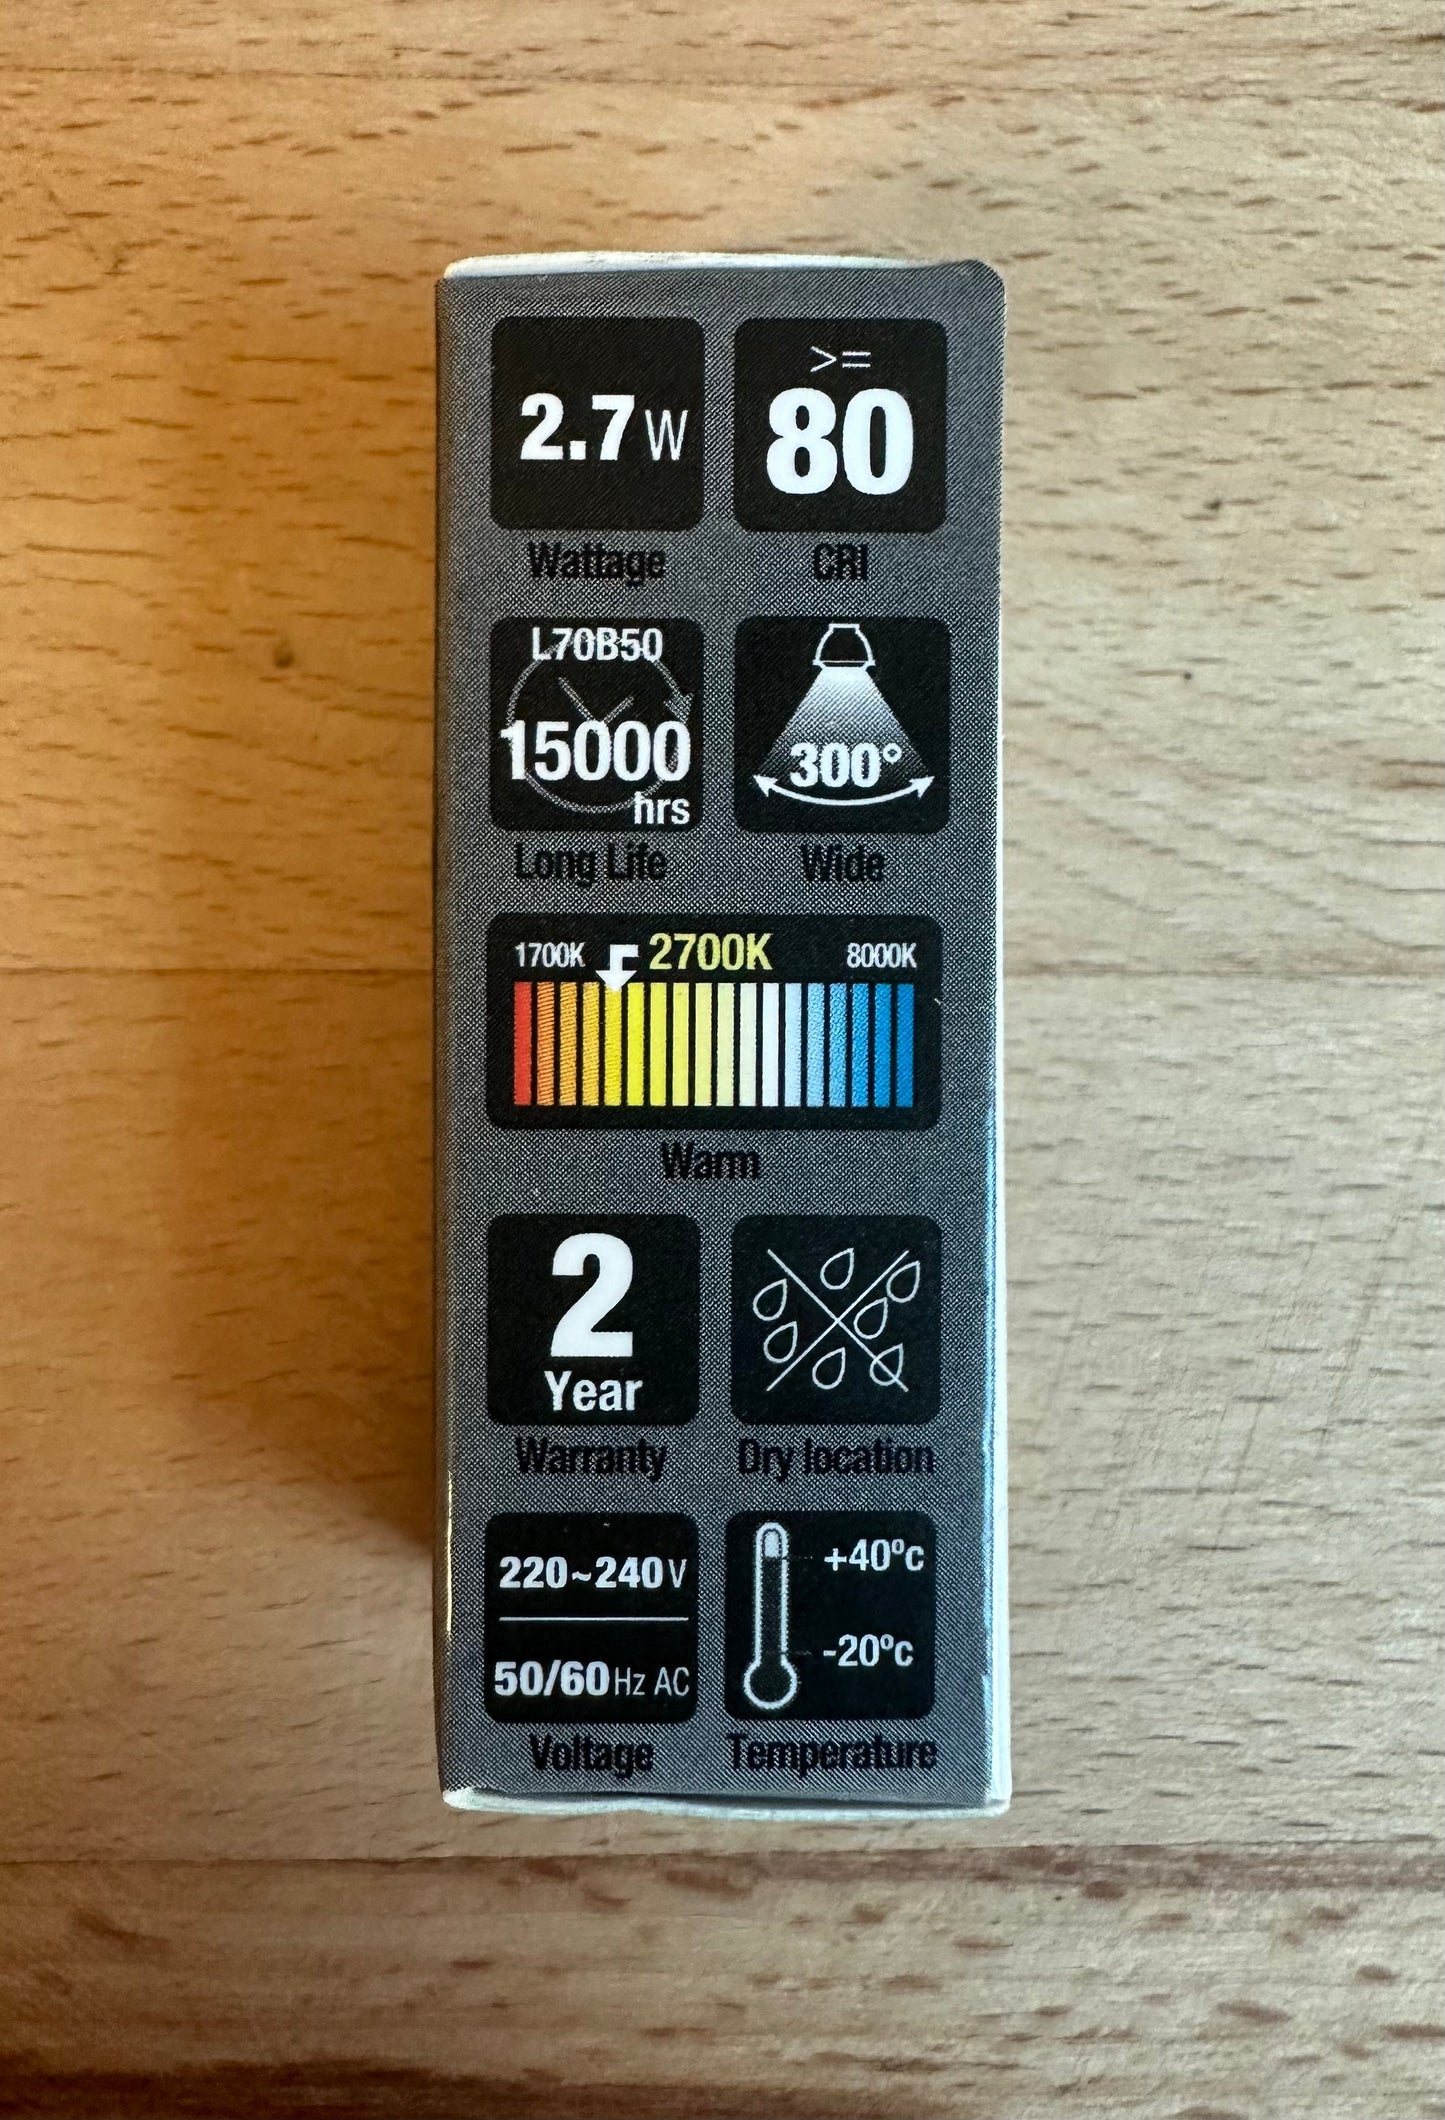 2.7 W
>=
80
Wattage
CRI
L70B50
15000
hrs
300°
Long Life
Wide
1700K
2700K
8000K
Warm
2
Year
Warranty
Dry location
220~240V
50/60Hz AC
+40ºc
-20ºc
Voltage
Temperature